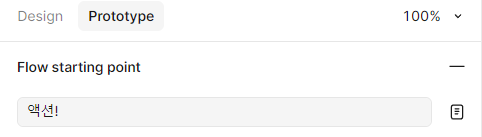 Design Prototype 100%
Flow starting point
액션!